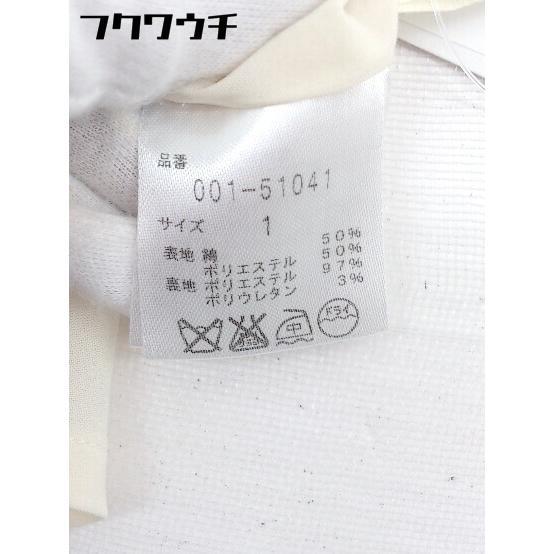 フクワウチ
品番
001-51041
サイズ 1
表地 綿 50%
ポリエステル 50%
表地 ポリエステル 97%
ポリウレタン 3%
中 ドライ